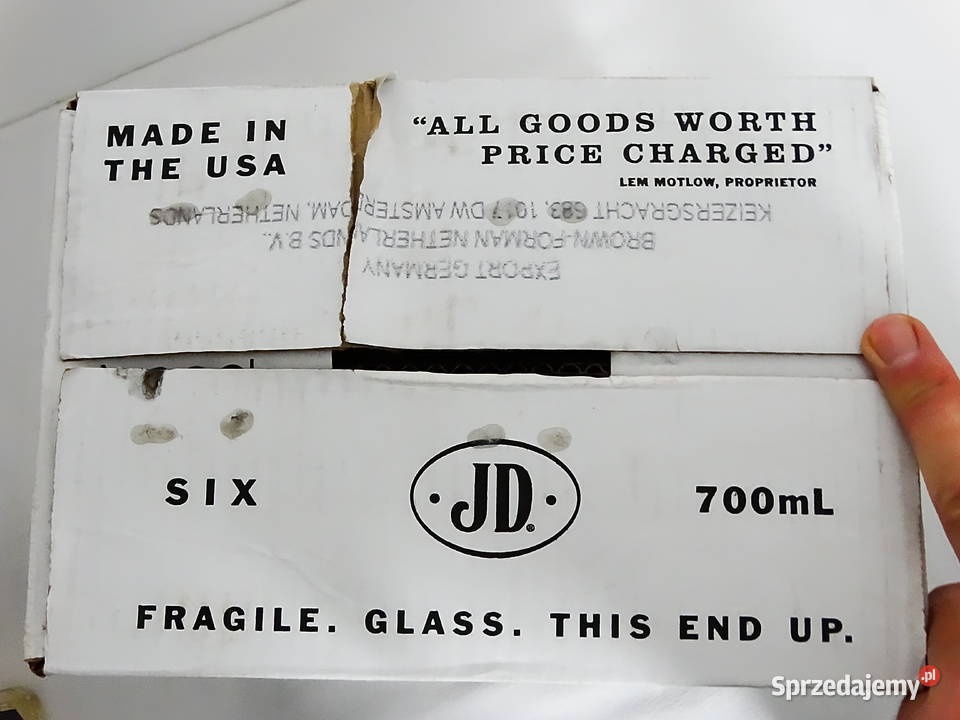 MADE IN
THE USA
“ALL GOODS WORTH
PRICE CHARGED”
LEM MOTLOW, PROPRIETOR
EXPORT GERMANY
BROWN-FORMAN NETHERLANDS B.V.,
KEIZERSGRACHT 683, 1017 DW AMSTERDAM, NETHERLANDS
SIX
JD®
700mL
FRAGILE. GLASS. THIS END UP.
Sprzedajemy.pl